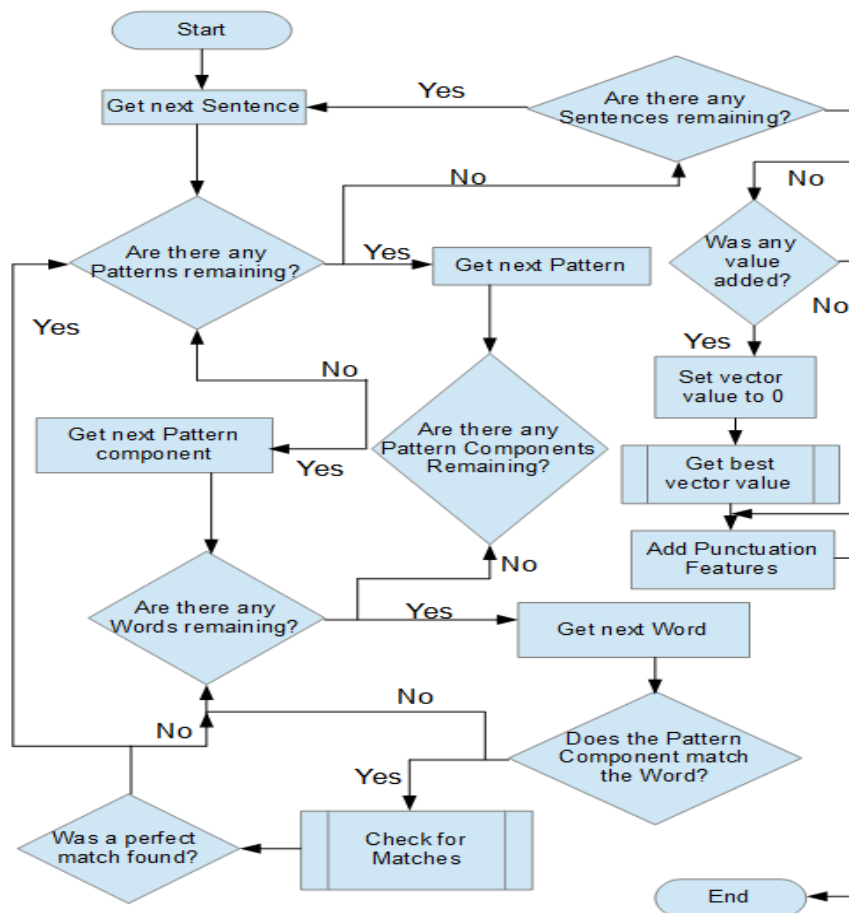 Start
Get next Sentence
Yes
Are there any
Sentences remaining?
No
No
Are there any
Patterns remaining?
Yes
Get next Pattern
Was any
value
added?
No
Yes
Yes
No
Set vector
value to 0
Get next Pattern
component
Yes
Are there any
Pattern Components
Remaining?
Get best
vector value
Add Punctuation
Features
No
Are there any
Words remaining?
Yes
Get next Word
No
No
Does the Pattern
Component match
the Word?
Yes
Was a perfect
match found?
Check for
Matches
End